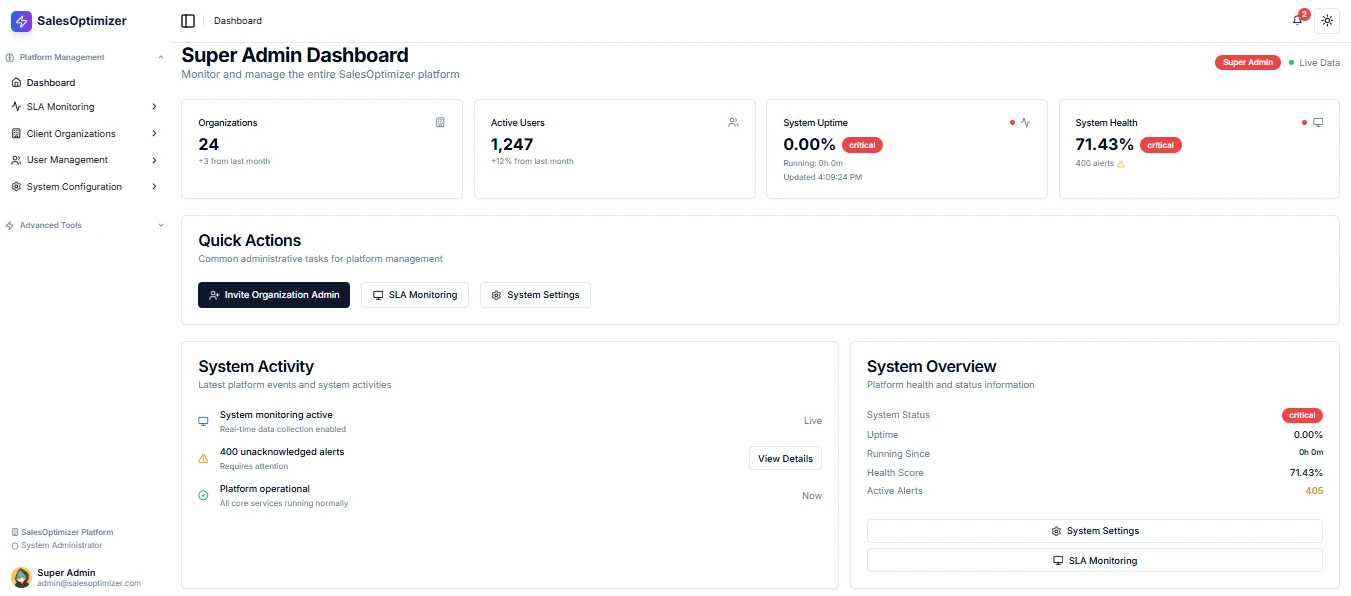 SalesOptimizer
Dashboard
2
Platform Management
Dashboard
SLA Monitoring
Client Organizations
User Management
System Configuration
Advanced Tools
SalesOptimizer Platform
System Administrator
Super Admin
admin@salesoptimizer.com
Super Admin Dashboard
Monitor and manage the entire SalesOptimizer platform
Super Admin
Live Data
Organizations
24
+3 from last month
Active Users
1,247
+12% from last month
System Uptime
0.00% critical
Running: 0h 0m
Updated 4:09:24 PM
System Health
71.43% critical
400 alerts
Quick Actions
Common administrative tasks for platform management
Invite Organization Admin
SLA Monitoring
System Settings
System Activity
Latest platform events and system activities
System monitoring active
Real-time data collection enabled
Live
400 unacknowledged alerts
Requires attention
View Details
Platform operational
All core services running normally
Now
System Overview
Platform health and status information
System Status critical
Uptime 0.00%
Running Since 0h 0m
Health Score 71.43%
Active Alerts 405
System Settings
SLA Monitoring